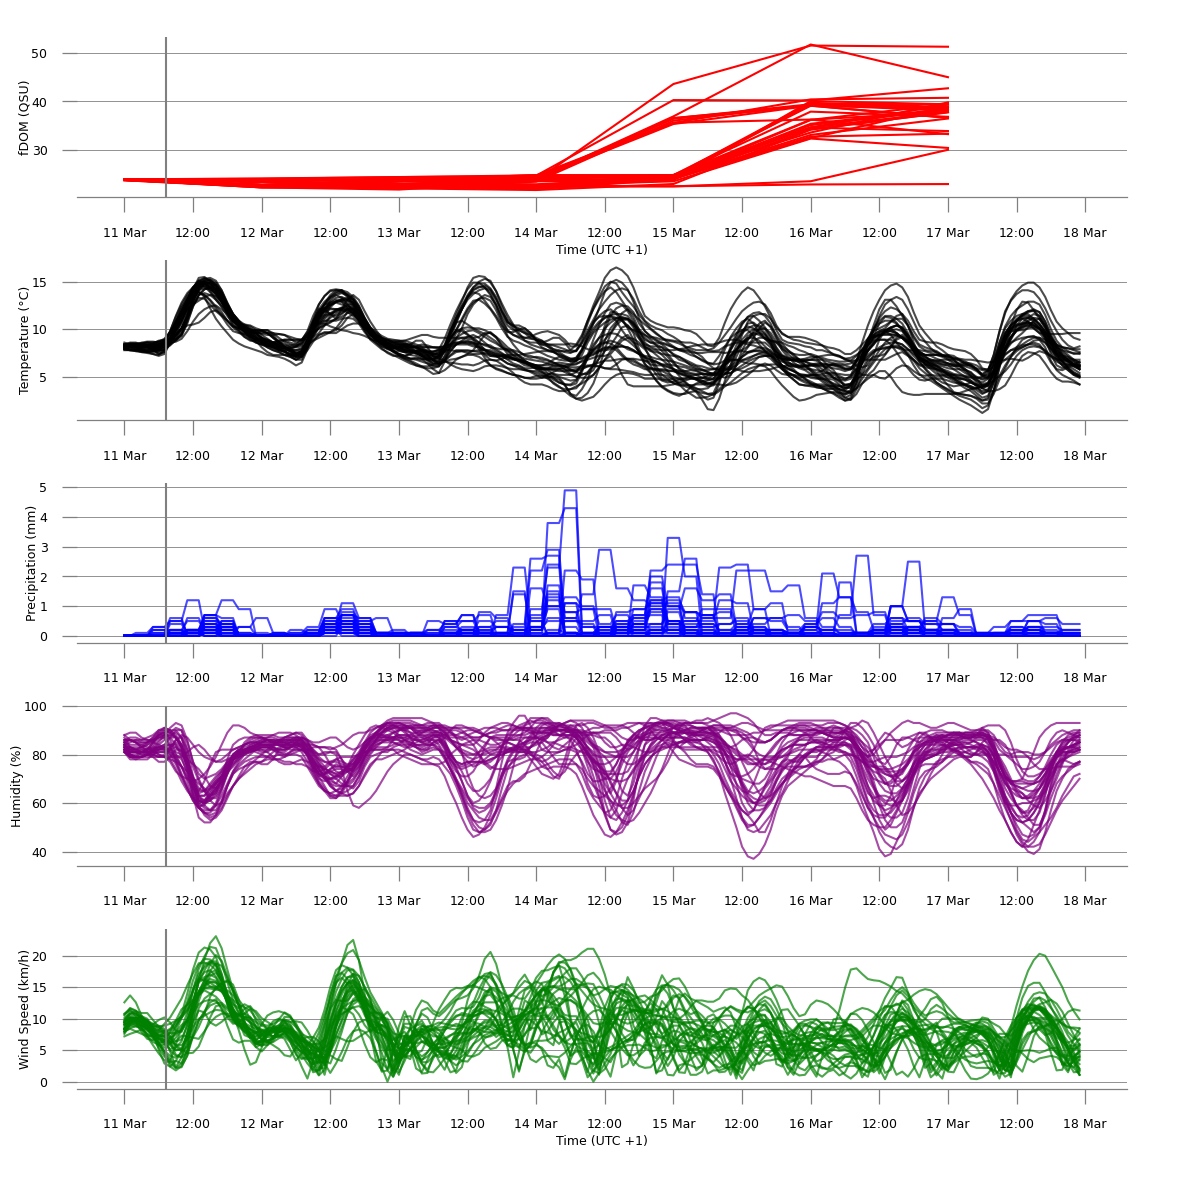 50
40
30
fDOM (QSU)
11 Mar 12:00 12 Mar 12:00 13 Mar 12:00 14 Mar 12:00 15 Mar 12:00 16 Mar 12:00 17 Mar 12:00 18 Mar
Time (UTC +1)
15
10
5
Temperature (°C)
11 Mar 12:00 12 Mar 12:00 13 Mar 12:00 14 Mar 12:00 15 Mar 12:00 16 Mar 12:00 17 Mar 12:00 18 Mar
5
4
3
2
1
0
Precipitation (mm)
11 Mar 12:00 12 Mar 12:00 13 Mar 12:00 14 Mar 12:00 15 Mar 12:00 16 Mar 12:00 17 Mar 12:00 18 Mar
100
80
60
40
Humidity (%)
11 Mar 12:00 12 Mar 12:00 13 Mar 12:00 14 Mar 12:00 15 Mar 12:00 16 Mar 12:00 17 Mar 12:00 18 Mar
20
15
10
5
0
Wind Speed (km/h)
11 Mar 12:00 12 Mar 12:00 13 Mar 12:00 14 Mar 12:00 15 Mar 12:00 16 Mar 12:00 17 Mar 12:00 18 Mar
Time (UTC +1)